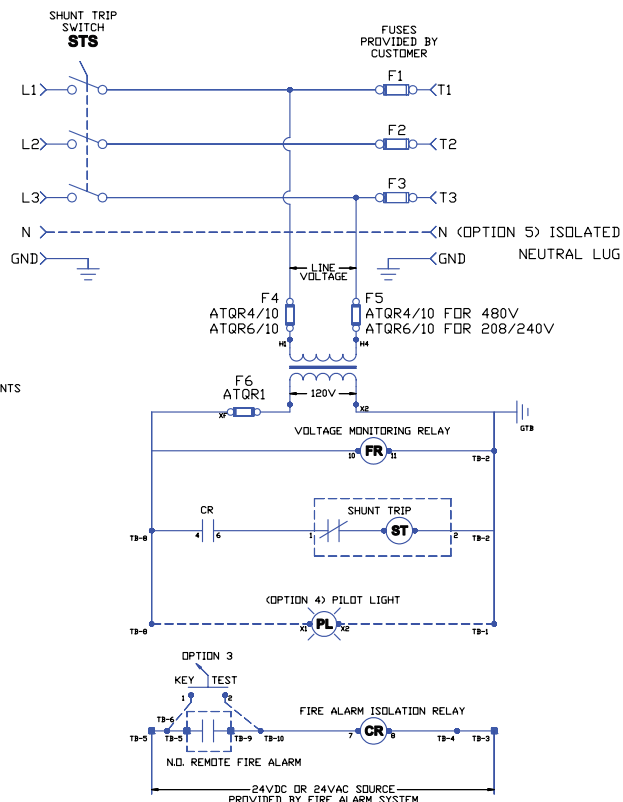 SHUNT TRIP
SWITCH
STS
FUSES
PROVIDED BY
CUSTOMER
F1
L1
T1
F2
L2
T2
F3
L3
T3
N
N (OPTION 5) ISOLATED
NEUTRAL LUG
GND
GND
LINE
VOLTAGE
F4
F5
ATQR4/10
ATQR4/10 FOR 480V
ATQR6/10
ATQR6/10 FOR 208/240V
H1
H4
NTS
F6
ATQR1
120V
XF
X2
GTB
VOLTAGE MONITORING RELAY
10
FR
11
TB-2
CR
SHUNT TRIP
4
6
1
ST
2
TB-8
TB-2
(OPTION 4) PILOT LIGHT
X1
PL
X2
TB-8
TB-1
OPTION 3
KEY
TEST
1
2
TB-6
FIRE ALARM ISOLATION RELAY
TB-5
TB-5
TB-9
TB-10
7
CR
8
TB-4
TB-3
N.O. REMOTE FIRE ALARM
24VDC OR 24VAC SOURCE
PROVIDED BY FIRE ALARM SYSTEM